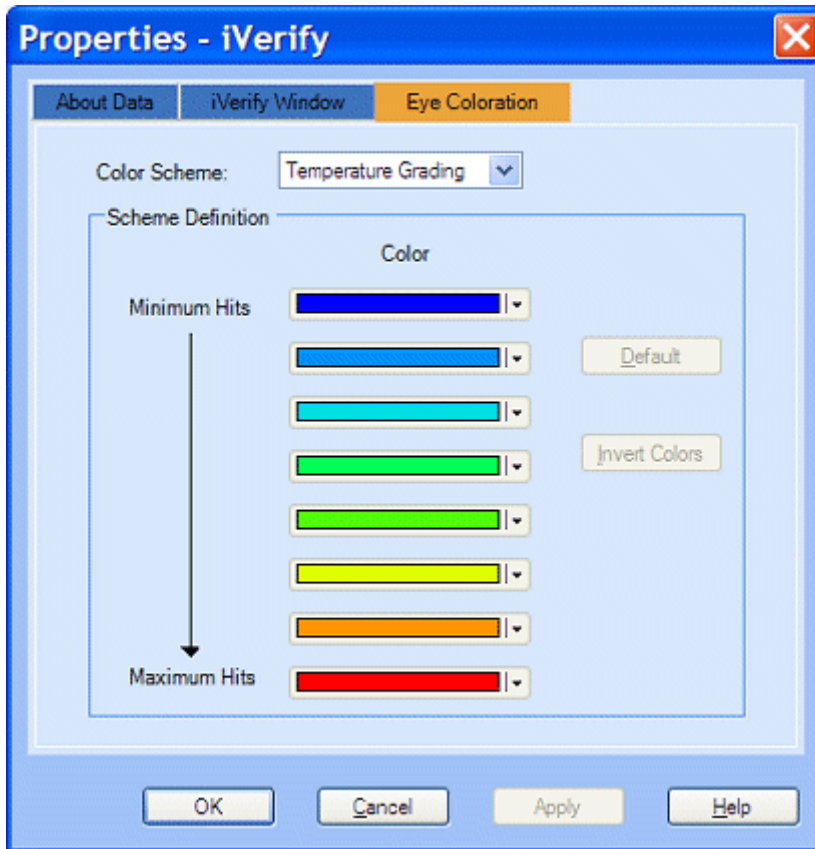 Properties - iVerify
About Data iVerify Window Eye Coloration
Color Scheme: Temperature Grading
Scheme Definition
Color
Minimum Hits
Default
Invert Colors
Maximum Hits
OK Cancel Apply Help